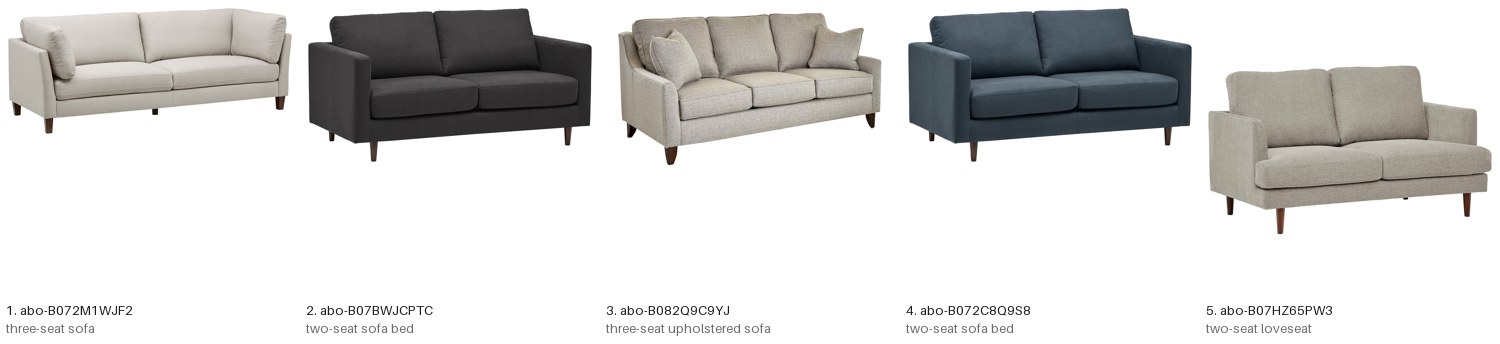 1. abo-B072M1WJF2
three-seat sofa
2. abo-B07BWJCPTC
two-seat sofa bed
3. abo-B082Q9C9YJ
three-seat upholstered sofa
4. abo-B072C8Q9S8
two-seat sofa bed
5. abo-B07HZ65PW3
two-seat loveseat